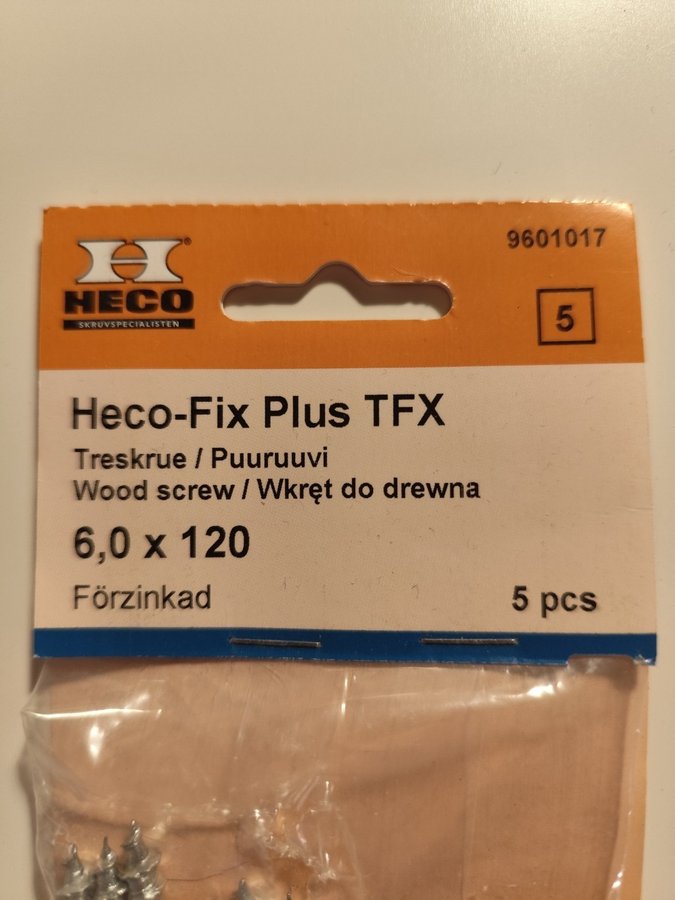 9601017
HECO
SKRUVSPECIALISTEN
5
Heco-Fix Plus TFX
Treskrue / Puuruuvi
Wood screw / Wkręt do drewna
6,0 x 120
Förzinkad
5 pcs